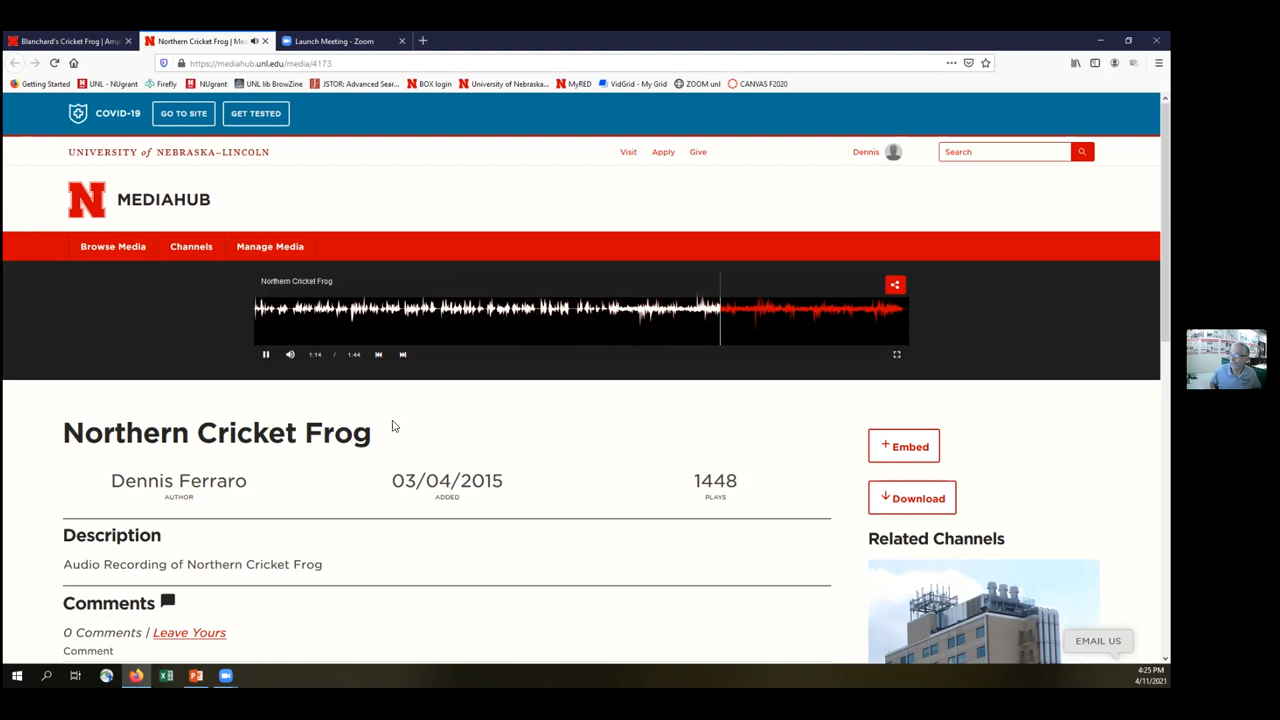 Blanchard's Cricket Frog | Amp
Northern Cricket Frog | Me
Launch Meeting - Zoom
https://mediahub.unl.edu/media/4173
Getting Started
UNL - NUgrant
Firefly
NUgrant
UNL lib BrowZine
JSTOR: Advanced Sear...
BOX login
University of Nebraska...
MyRED
VidGrid - My Grid
ZOOM unl
CANVAS F2020
COVID-19
GO TO SITE
GET TESTED
UNIVERSITY of NEBRASKA–LINCOLN
Visit
Apply
Give
Dennis
Search
N
MEDIAHUB
Browse Media
Channels
Manage Media
Northern Cricket Frog
1:14 / 1:44
Northern Cricket Frog
Dennis Ferraro
AUTHOR
03/04/2015
ADDED
1448
PLAYS
+ Embed
Download
Description
Audio Recording of Northern Cricket Frog
Related Channels
Comments
0 Comments | Leave Yours
Comment
EMAIL US
4:25 PM
4/11/2021